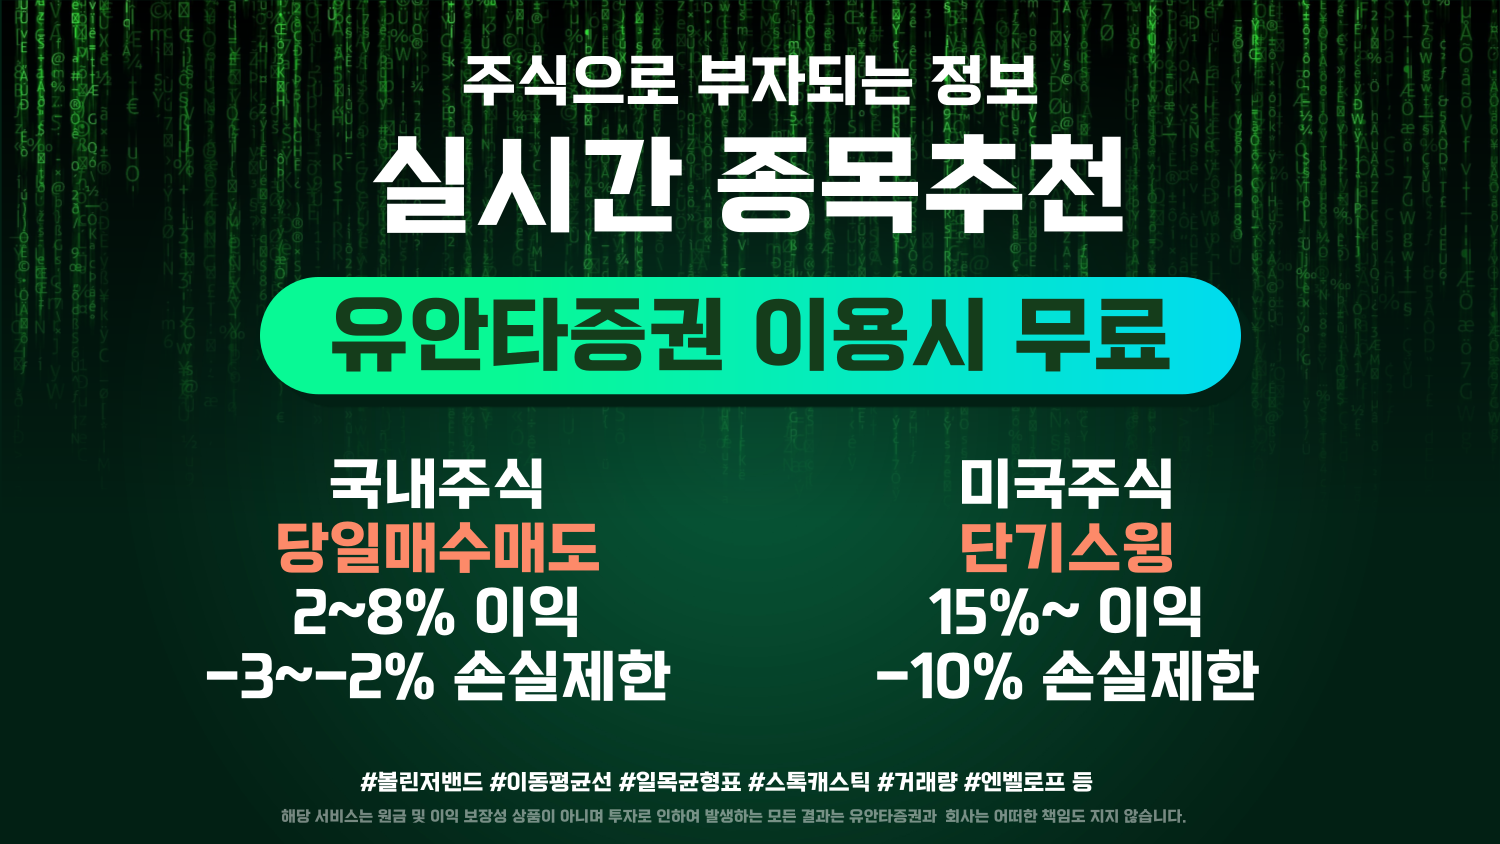 주식으로 부자되는 정보
실시간 종목추천
유안타증권 이용시 무료
국내주식
당일매수매도
2~8% 이익
-3~-2% 손실제한
미국주식
단기스윙
15%~ 이익
-10% 손실제한
#볼린저밴드 #이동평균선 #일목균형표 #스톡캐스틱 #거래량 #엔벨로프 등
해당 서비스는 원금 및 이익 보장성 상품이 아니며 투자로 인하여 발생하는 모든 결과는 유안타증권과 회사는 어떠한 책임도 지지 않습니다.